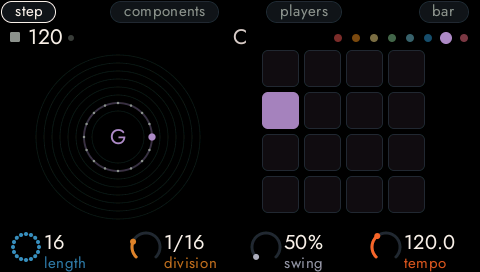 step components players bar
120 C
G
16 1/16 50% 120.0
length division swing tempo